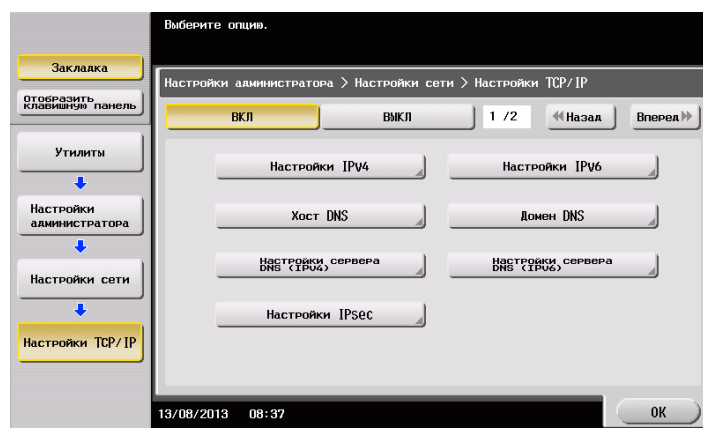 Выберите опцию.
Закладка
Отобразить
клавишную панель
Утилиты
Настройки
администратора
Настройки сети
Настройки TCP/IP
Настройки администратора > Настройки сети > Настройки TCP/IP
ВКЛ
ВЫКЛ
1 /2
Назад
Вперед
Настройки IPv4
Настройки IPv6
Хост DNS
Домен DNS
Настройки сервера
DNS (IPv4)
Настройки сервера
DNS (IPv6)
Настройки IPsec
13/08/2013 08:37
OK